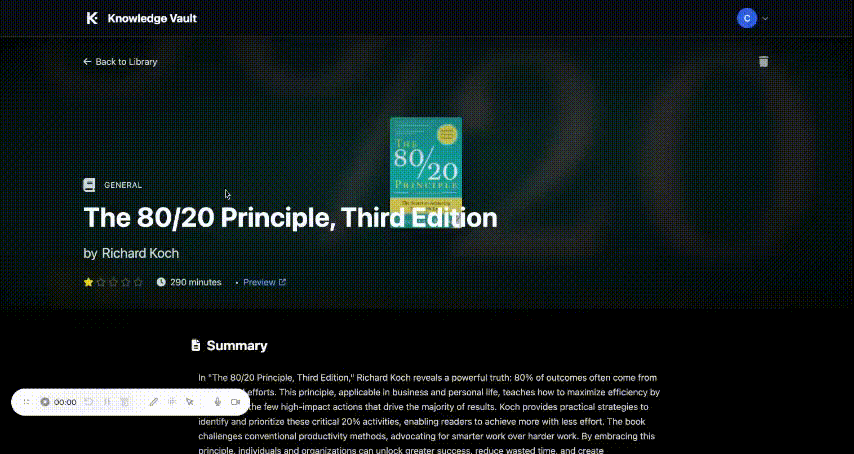 Knowledge Vault
C
Back to Library
THE
80/20
PRINCIPLE
GENERAL
The 80/20 Principle, Third Edition
by Richard Koch
290 minutes
• Preview
Summary
In "The 80/20 Principle, Third Edition," Richard Koch reveals a powerful truth: 80% of outcomes often come from
efforts. This principle, applicable in business and personal life, teaches how to maximize efficiency by
the few high-impact actions that drive the majority of results. Koch provides practical strategies to
00:00
identify and prioritize these critical 20% activities, enabling readers to achieve more with less effort. The book
challenges conventional productivity methods, advocating for smarter work over harder work. By embracing this
principle, individuals and organizations can unlock greater success, reduce wasted time, and create